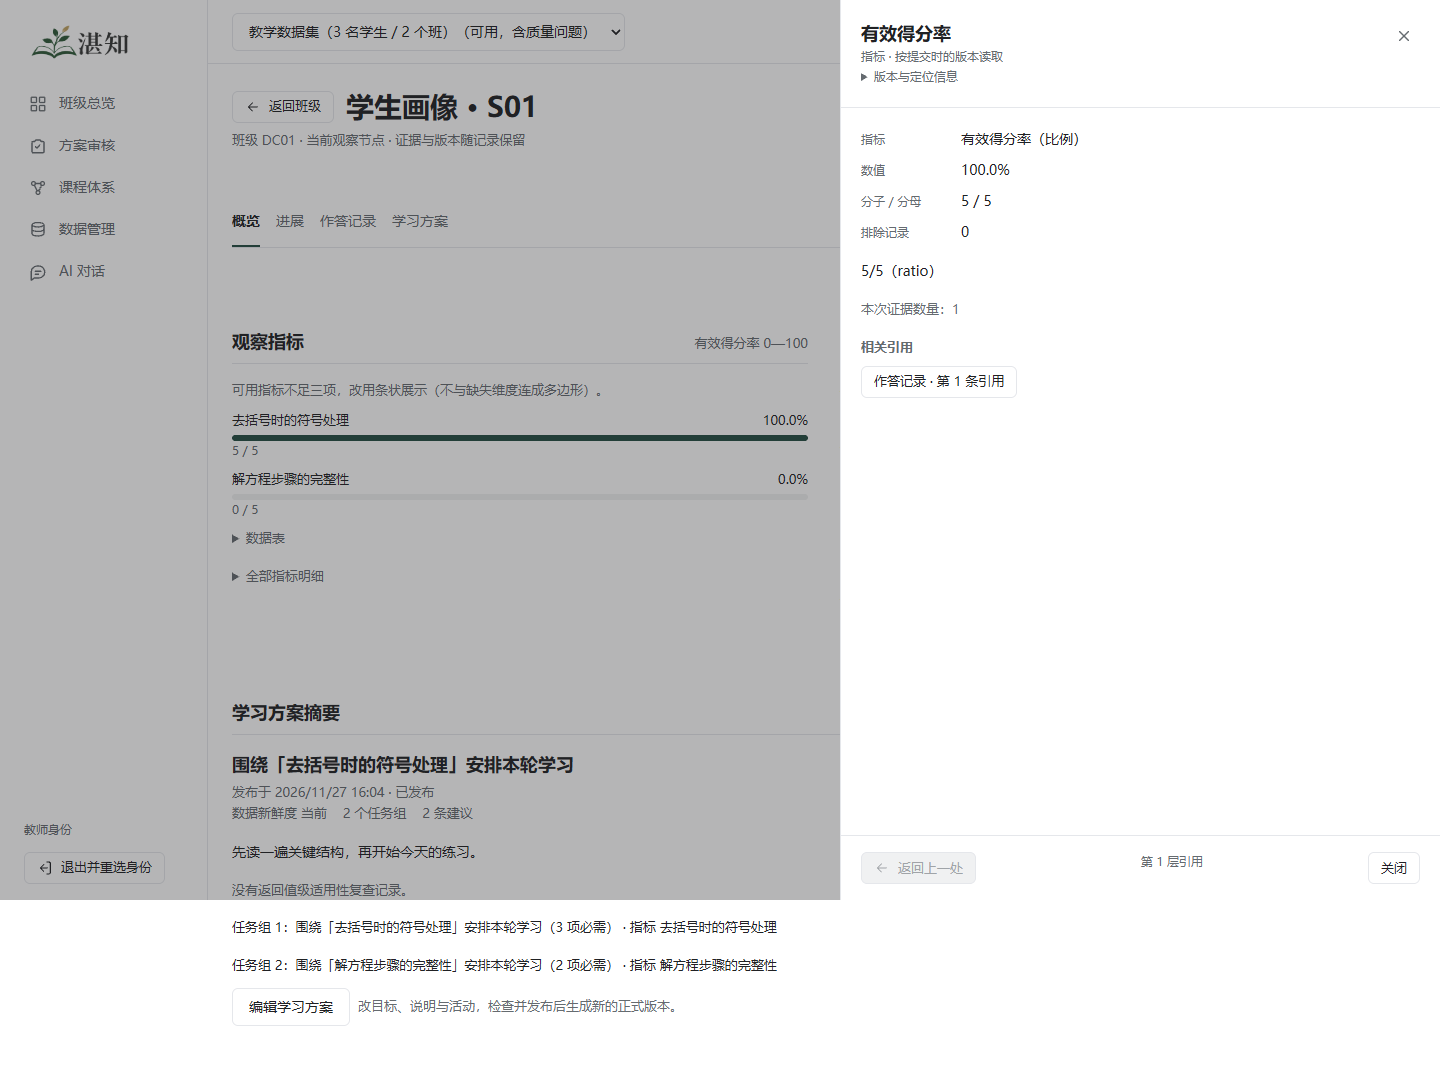 湛知
班级总览
方案审核
课程体系
数据管理
AI 对话
教师身份
退出并重选身份
教学数据集（3 名学生 / 2 个班）（可用，含质量问题）
返回班级
学生画像 • S01
班级 DC01 · 当前观察节点 · 证据与版本随记录保留
概览 进展 作答记录 学习方案
观察指标 有效得分率 0—100
可用指标不足三项，改用条状展示（不与缺失维度连成多边形）。
去括号时的符号处理 100.0%
5 / 5
解方程步骤的完整性 0.0%
0 / 5
数据表
全部指标明细
学习方案摘要
围绕「去括号时的符号处理」安排本轮学习
发布于 2026/11/27 16:04 · 已发布
数据新鲜度 当前 2 个任务组 2 条建议
先读一遍关键结构，再开始今天的练习。
没有返回值级适用性复查记录。
任务组 1：围绕「去括号时的符号处理」安排本轮学习（3 项必需） · 指标 去括号时的符号处理
任务组 2：围绕「解方程步骤的完整性」安排本轮学习（2 项必需） · 指标 解方程步骤的完整性
编辑学习方案 改目标、说明与活动，检查并发布后生成新的正式版本。
有效得分率
指标 · 按提交时的版本读取
版本与定位信息
指标 有效得分率（比例）
数值 100.0%
分子 / 分母 5 / 5
排除记录 0
5/5（ratio）
本次证据数量：1
相关引用
作答记录 · 第 1 条引用
返回上一处 第 1 层引用 关闭